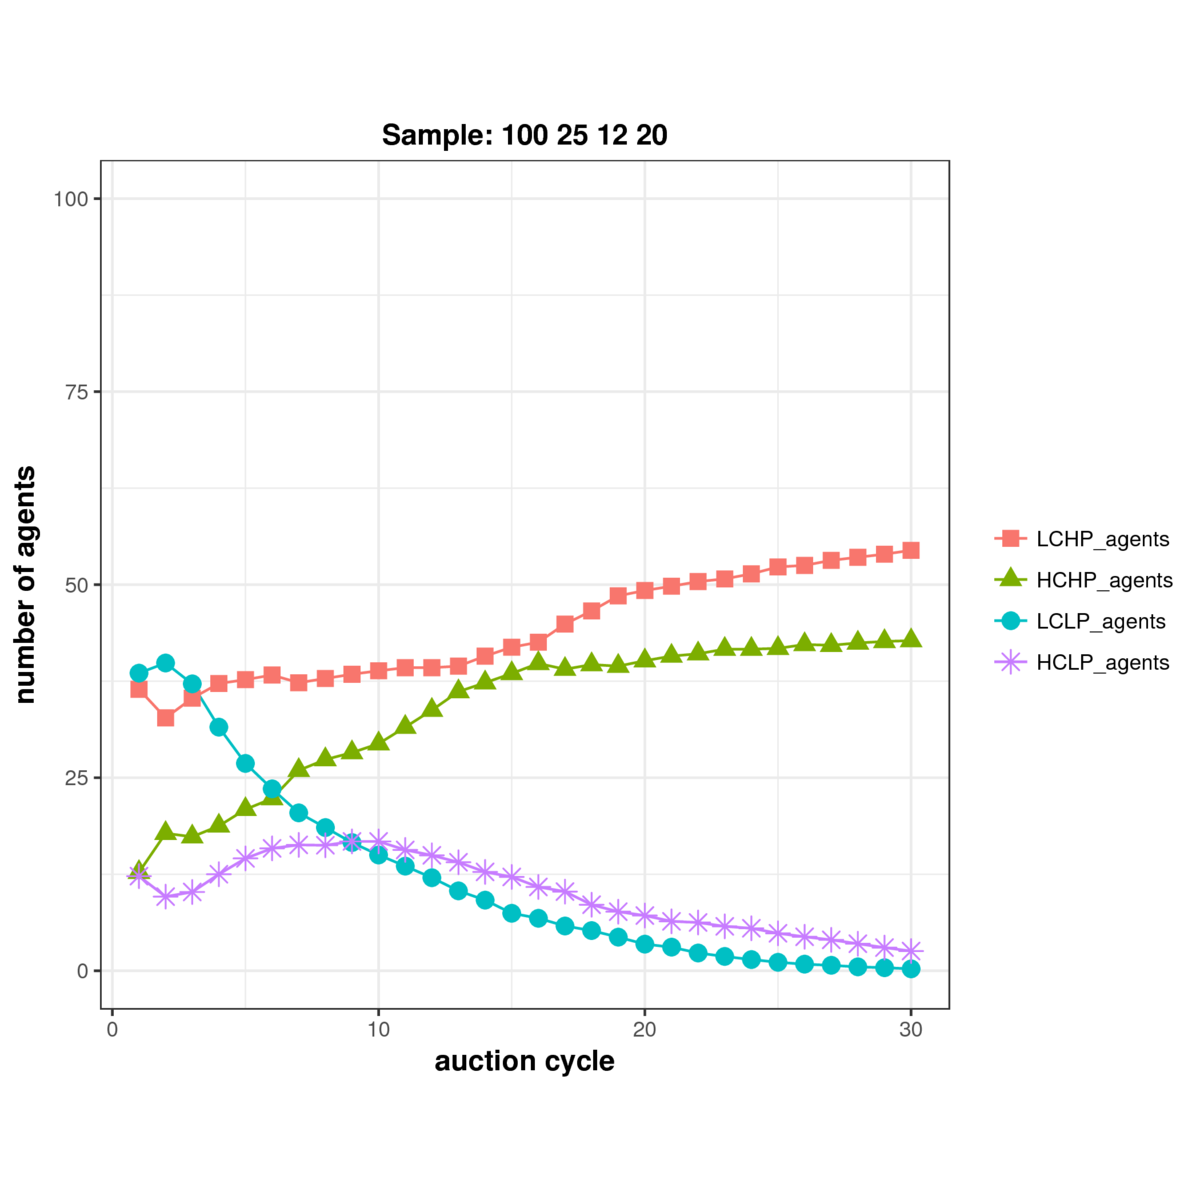 Sample: 100 25 12 20
100
75
50
25
0
number of agents
0 10 20 30
auction cycle
LCHP_agents
HCHP_agents
LCLP_agents
HCLP_agents